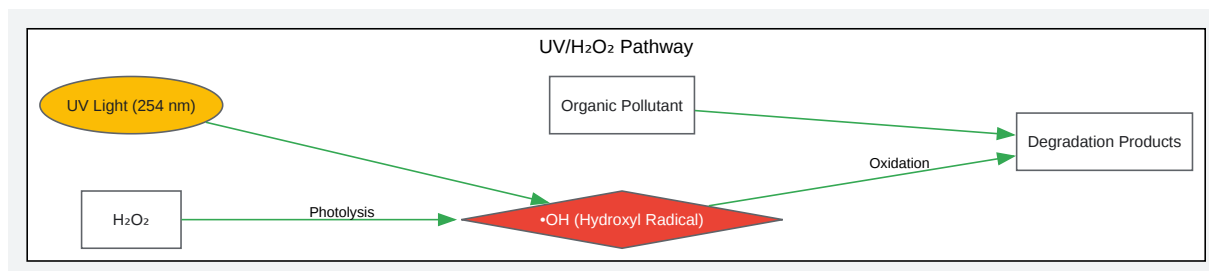 UV/H₂O₂ Pathway
UV Light (254 nm)
Organic Pollutant
Degradation Products
Oxidation
H₂O₂
Photolysis
•OH (Hydroxyl Radical)